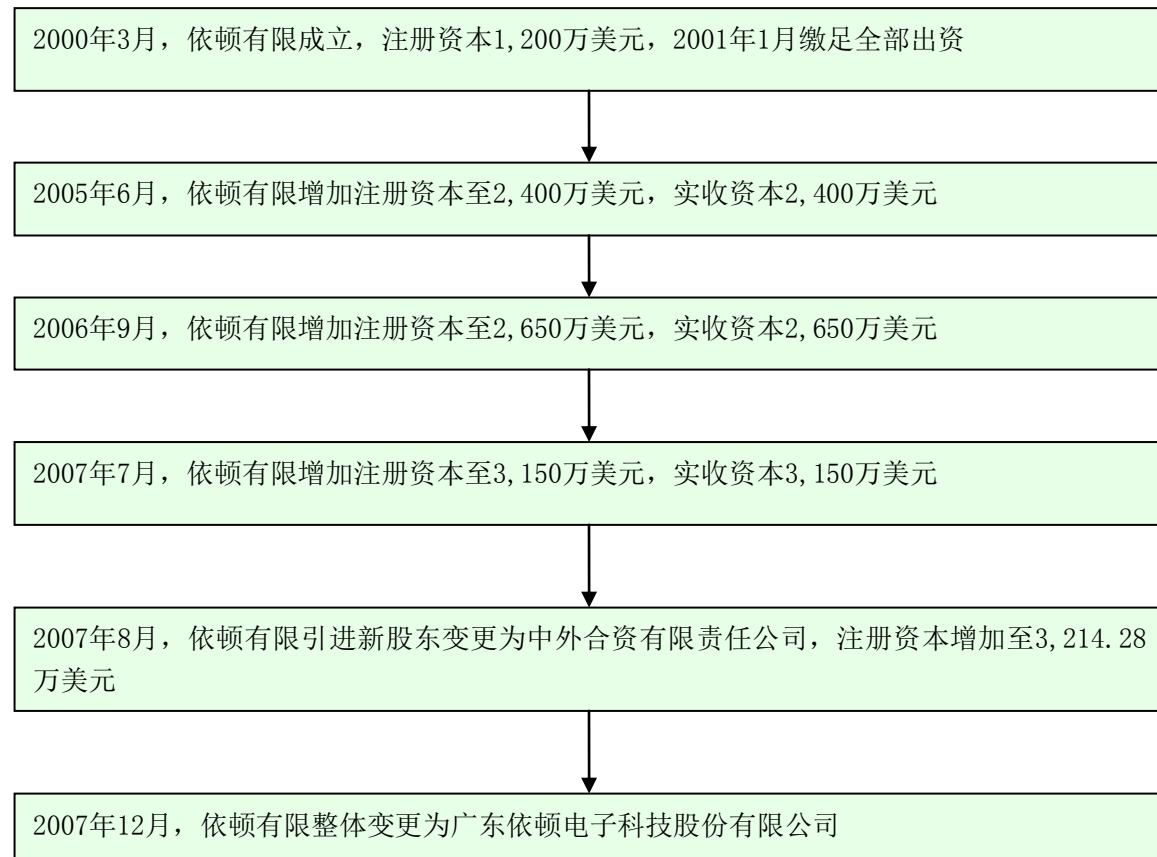 2000年3月，依顿有限成立，注册资本1,200万美元，2001年1月缴足全部出资
2005年6月，依顿有限增加注册资本至2,400万美元，实收资本2,400万美元
2006年9月，依顿有限增加注册资本至2,650万美元，实收资本2,650万美元
2007年7月，依顿有限增加注册资本至3,150万美元，实收资本3,150万美元
2007年8月，依顿有限引进新股东变更为中外合资有限责任公司，注册资本增加至3,214.28
万美元
2007年12月，依顿有限整体变更为广东依顿电子科技股份有限公司